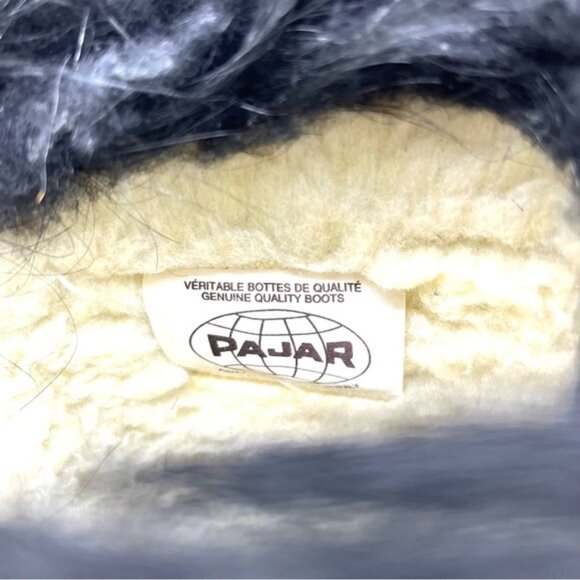 VÉRITABLE BOTTES DE QUALITÉ
GENUINE QUALITY BOOTS
PAJAR